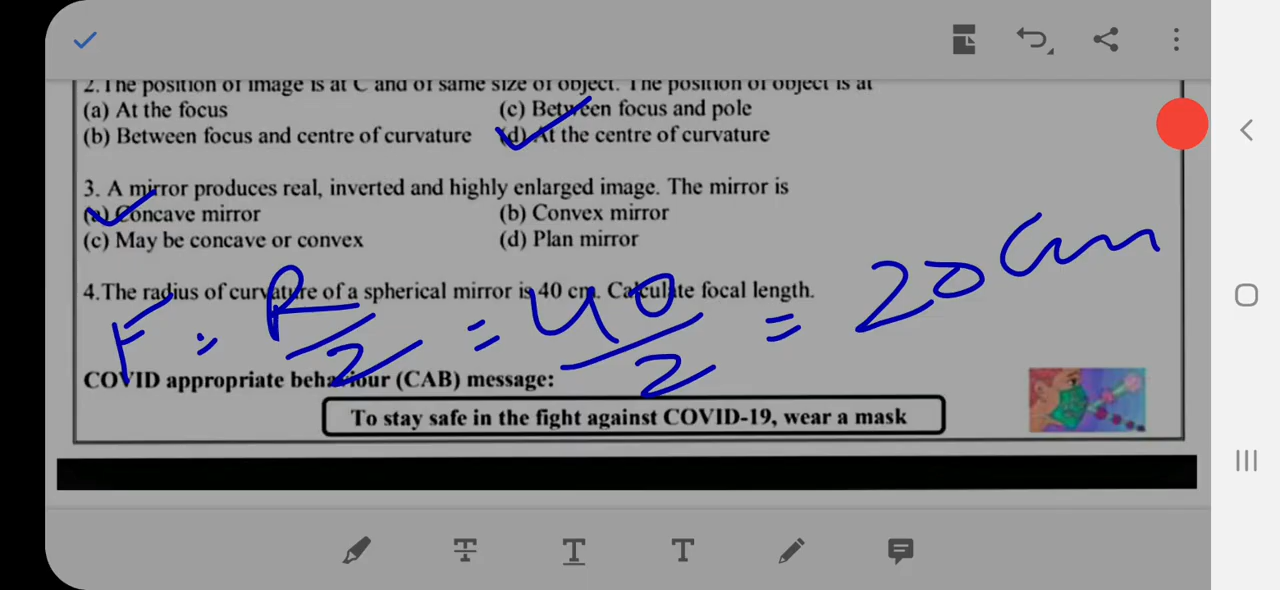 2.The position of image is at C and of same size of object. The position of object is at
(a) At the focus (c) Between focus and pole
(b) Between focus and centre of curvature (d) At the centre of curvature
3. A mirror produces real, inverted and highly enlarged image. The mirror is
(a) Concave mirror (b) Convex mirror
(c) May be concave or convex (d) Plan mirror
4.The radius of curvature of a spherical mirror is 40 cm. Calculate focal length.
F = R/2 = 40/2 = 20 cm
COVID appropriate behaviour (CAB) message:
To stay safe in the fight against COVID-19, wear a mask
T T T